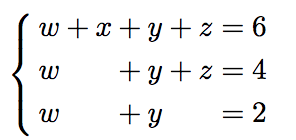 w + x + y + z = 6
w + y + z = 4
w + y = 2